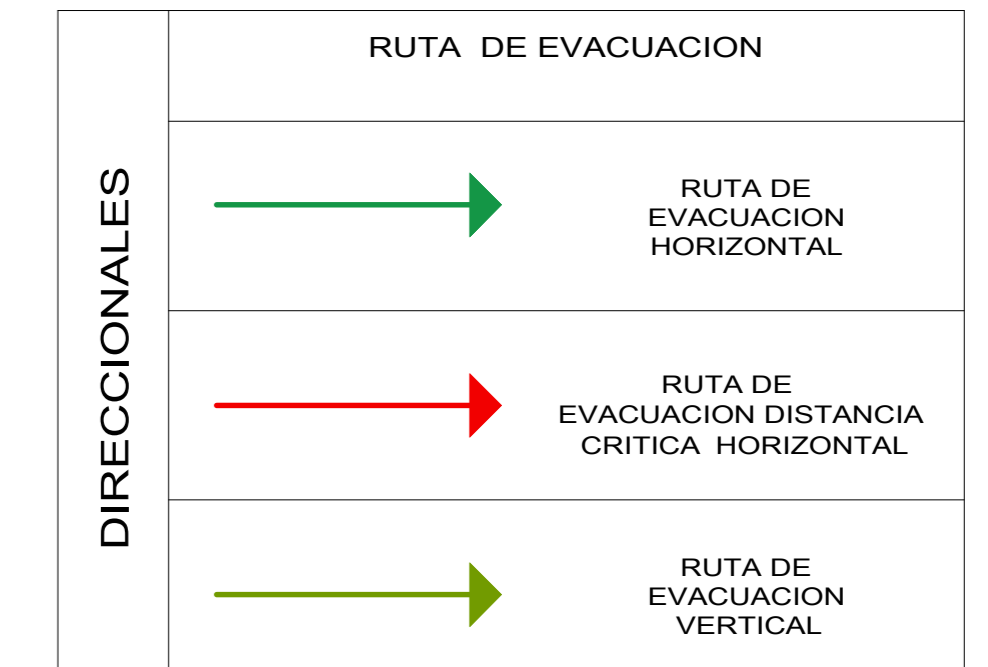 DIRECCIONALES
RUTA DE EVACUACION
RUTA DE
EVACUACION
HORIZONTAL
RUTA DE
EVACUACION DISTANCIA
CRITICA HORIZONTAL
RUTA DE
EVACUACION
VERTICAL